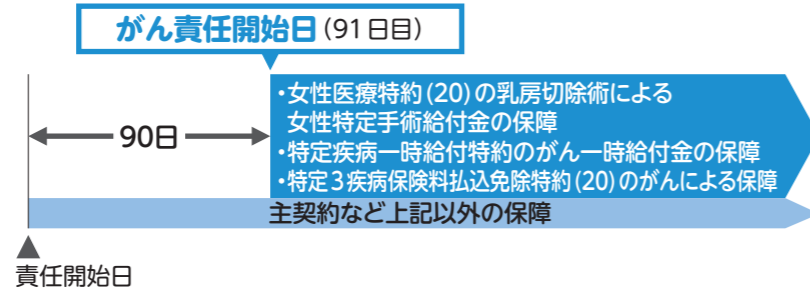 がん責任開始日(91日目)
90日
・女性医療特約(20)の乳房切除術による
女性特定手術給付金の保障
・特定疾病一時給付特約のがん一時給付金の保障
・特定3疾病保険料払込免除特約(20)のがんによる保障
主契約など上記以外の保障
責任開始日